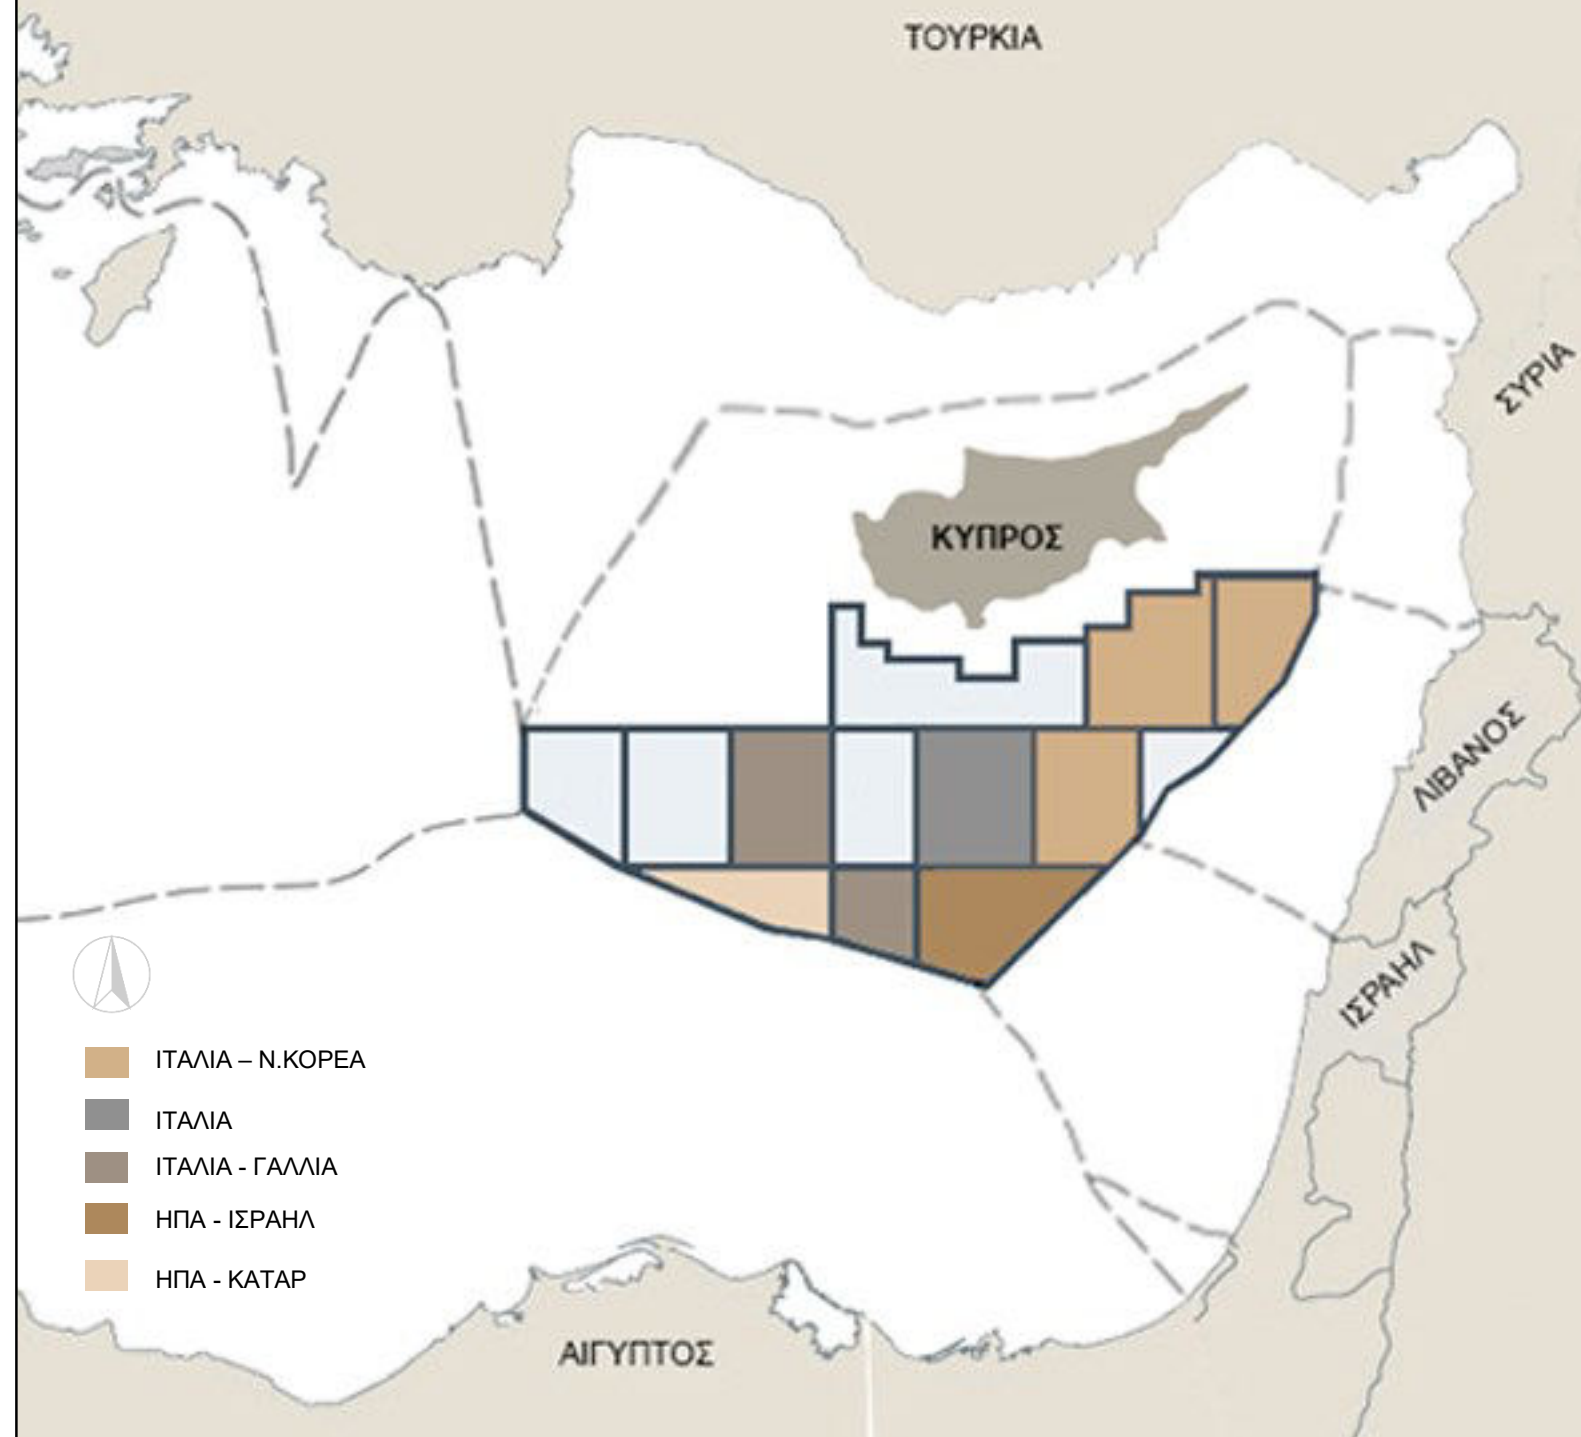 ΤΟΥΡΚΙΑ
ΣΥΡΙΑ
ΚΥΠΡΟΣ
ΛΙΒΑΝΟΣ
ΙΣΡΑΗΛ
ΙΤΑΛΙΑ – Ν.ΚΟΡΕΑ
ΙΤΑΛΙΑ
ΙΤΑΛΙΑ - ΓΑΛΛΙΑ
ΗΠΑ - ΙΣΡΑΗΛ
ΗΠΑ - ΚΑΤΑΡ
ΑΙΓΥΠΤΟΣ